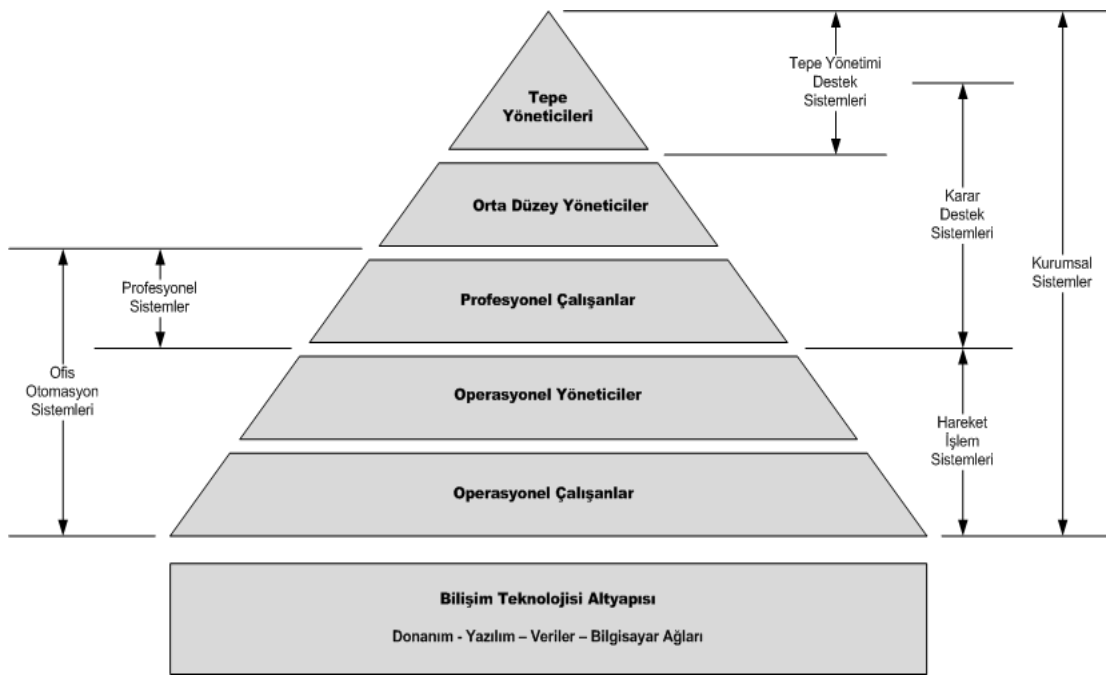 Tepe
Yöneticileri
Tepe Yönetimi
Destek
Sistemleri
Orta Düzey Yöneticiler
Karar
Destek
Sistemleri
Kurumsal
Sistemler
Profesyonel
Sistemler
Profesyonel Çalışanlar
Ofis
Otomasyon
Sistemleri
Operasyonel Yöneticiler
Hareket
İşlem
Sistemleri
Operasyonel Çalışanlar
Bilişim Teknolojisi Altyapısı
Donanım - Yazılım – Veriler – Bilgisayar Ağları